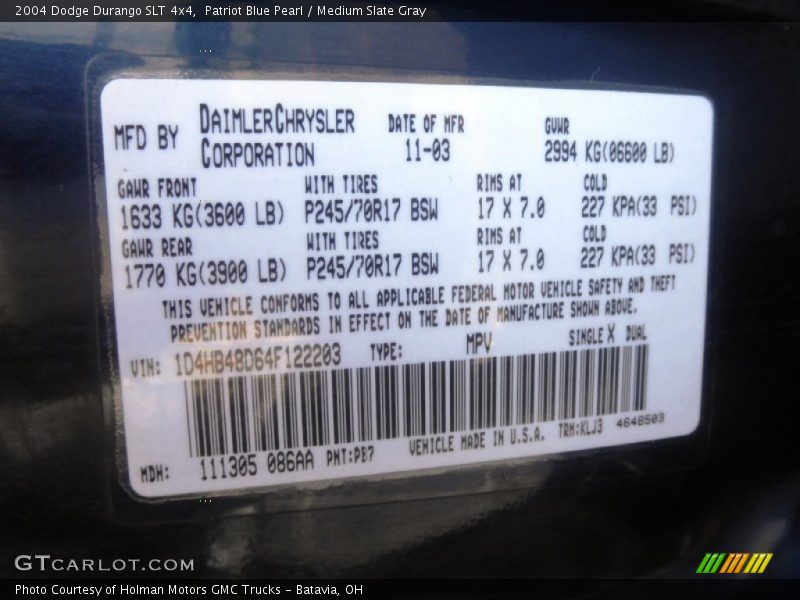 2004 Dodge Durango SLT 4x4, Patriot Blue Pearl / Medium Slate Gray
MFD BY DAIMLERCHRYSLER CORPORATION DATE OF MFR 11-03 GVWR 2994 KG(06600 LB)
GAWR FRONT WITH TIRES RIMS AT COLD
1633 KG(3600 LB) P245/70R17 BSW 17 X 7.0 227 KPA(33 PSI)
GAWR REAR WITH TIRES RIMS AT COLD
1770 KG(3900 LB) P245/70R17 BSW 17 X 7.0 227 KPA(33 PSI)
THIS VEHICLE CONFORMS TO ALL APPLICABLE FEDERAL MOTOR VEHICLE SAFETY AND THEFT
PREVENTION STANDARDS IN EFFECT ON THE DATE OF MANUFACTURE SHOWN ABOVE.
VIN: 1D4HB48D64F122203 TYPE: MPV SINGLE X DUAL
MDH: 111305 086AA PNT:PB7 VEHICLE MADE IN U.S.A. TRM:KLJ3 4648503
GTCARLOT.COM
Photo Courtesy of Holman Motors GMC Trucks - Batavia, OH